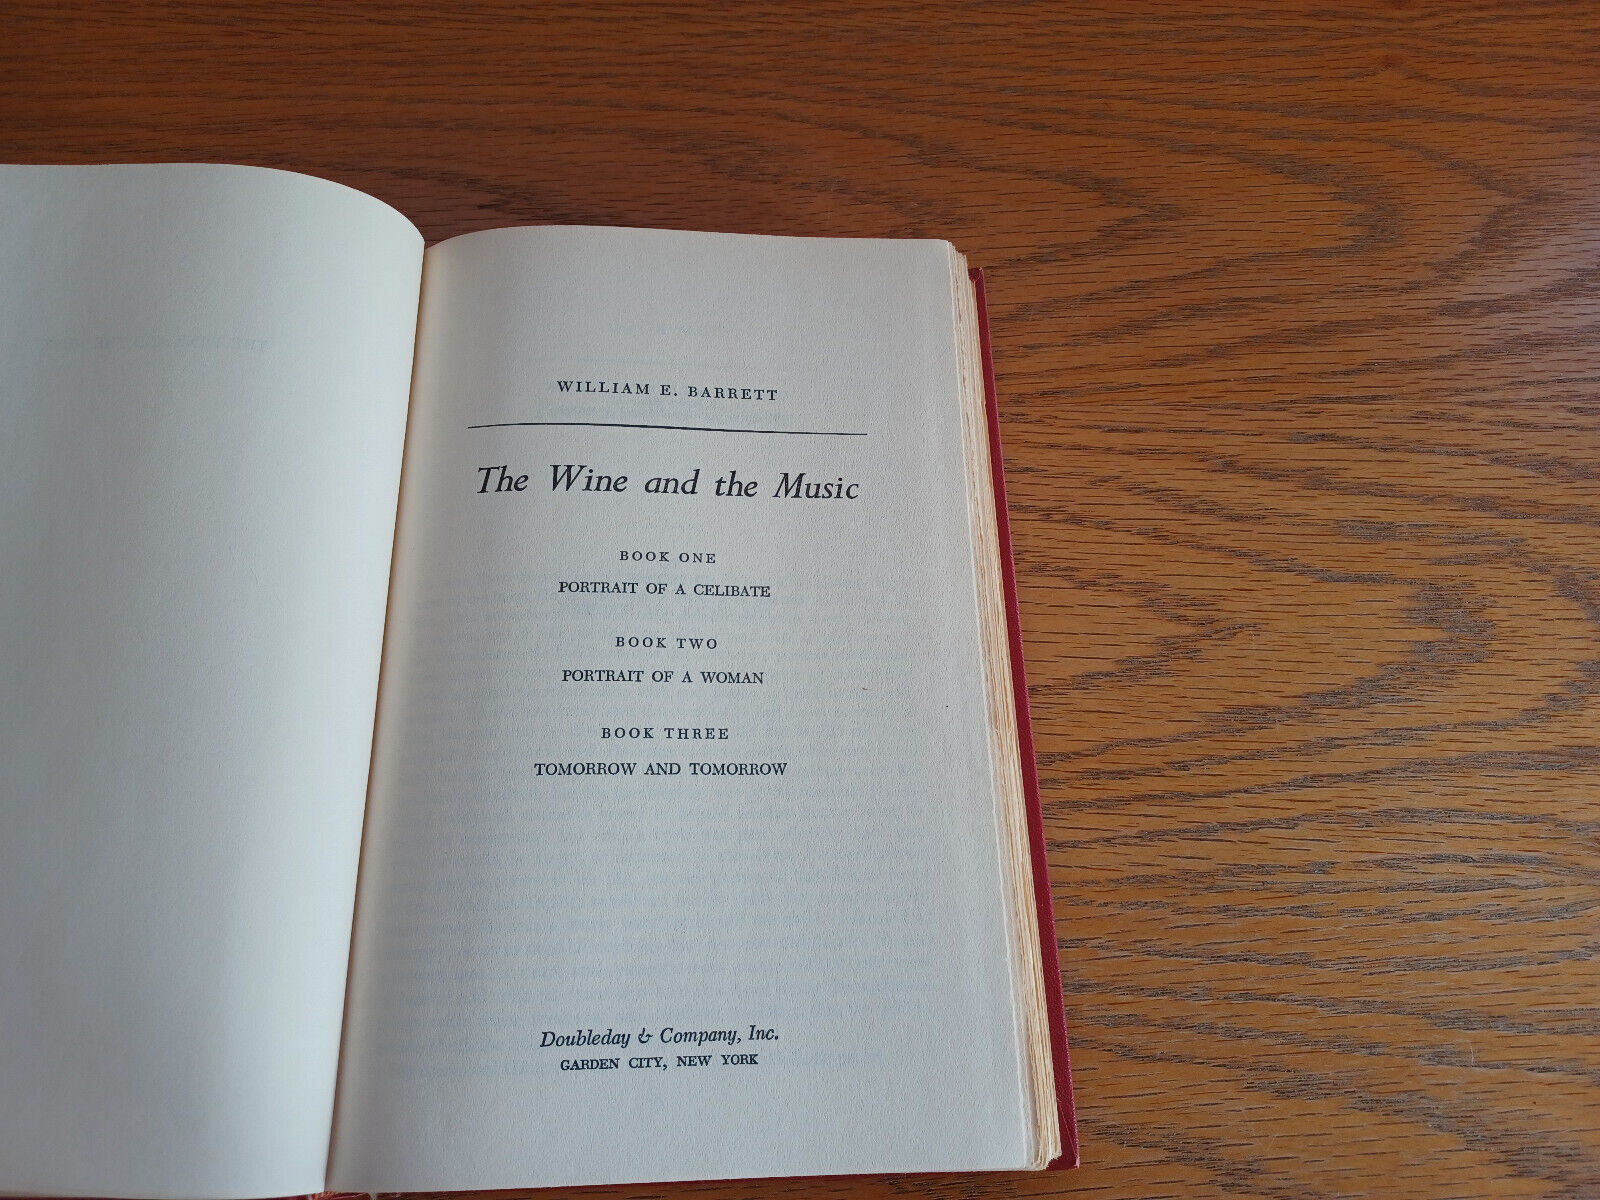 WILLIAM E. BARRETT
The Wine and the Music
BOOK ONE
PORTRAIT OF A CELIBATE
BOOK TWO
PORTRAIT OF A WOMAN
BOOK THREE
TOMORROW AND TOMORROW
Doubleday & Company, Inc.
GARDEN CITY, NEW YORK